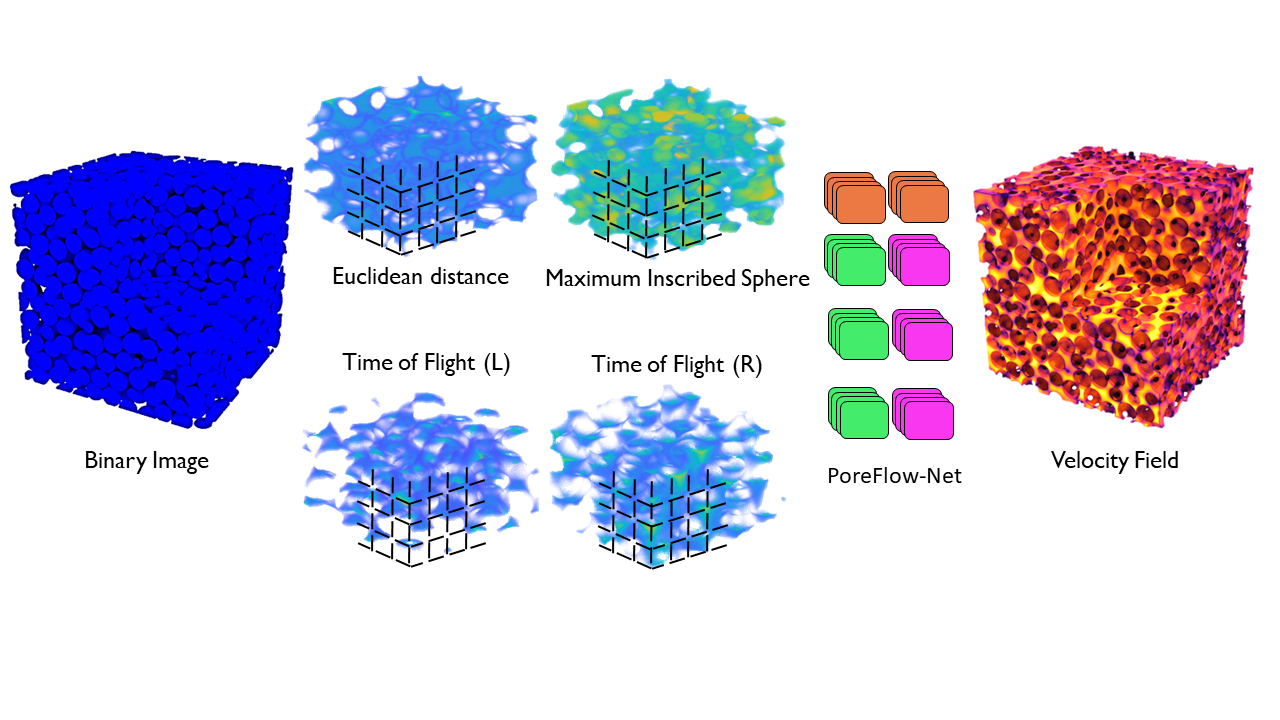 Euclidean distance
Maximum Inscribed Sphere
Time of Flight (L)
Time of Flight (R)
Binary Image
PoreFlow-Net
Velocity Field